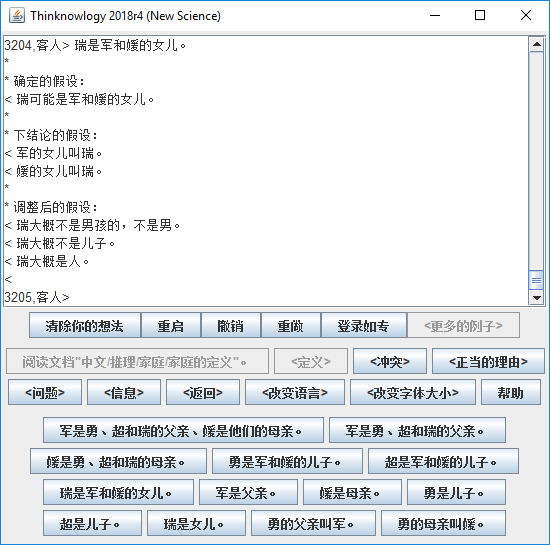 Thinknowlogy 2018r4 (New Science)
3204,客人> 瑞是军和媛的女儿。
*
* 确定的假设：
< 瑞可能是军和媛的女儿。
*
* 下结论的假设：
< 军的女儿叫瑞。
< 媛的女儿叫瑞。
*
* 调整后的假设：
< 瑞大概不是男孩的，不是男。
< 瑞大概不是儿子。
< 瑞大概是人。
<
3205,客人>
清除你的想法 重启 撤销 重做 登录如专 <更多的例子>
阅读文档"中文/推理/家庭/家庭的定义"。 <定义> <冲突> <正当的理由>
<问题> <信息> <返回> <改变语言> <改变字体大小> 帮助
军是勇、超和瑞的父亲、媛是他们的母亲。 军是勇、超和瑞的父亲。
媛是勇、超和瑞的母亲。 勇是军和媛的儿子。 超是军和媛的儿子。
瑞是军和媛的女儿。 军是父亲。 媛是母亲。 勇是儿子。
超是儿子。 瑞是女儿。 勇的父亲叫军。 勇的母亲叫媛。